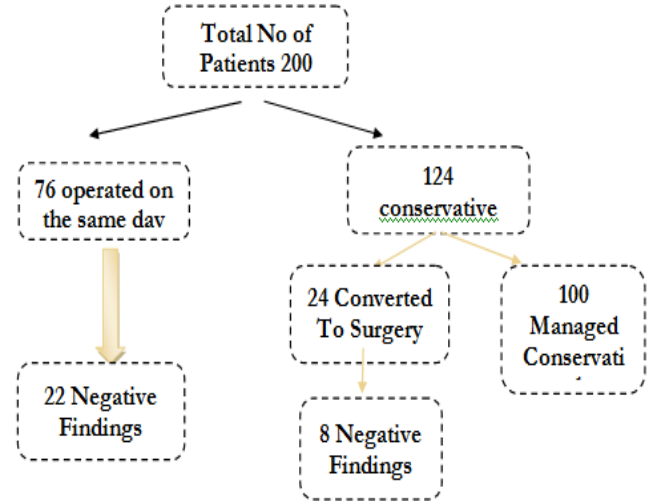 Total No of
Patients 200
76 operated on
the same dav
124
conservative
24 Converted
To Surgery
100
Managed
Conservati
22 Negative
Findings
8 Negative
Findings